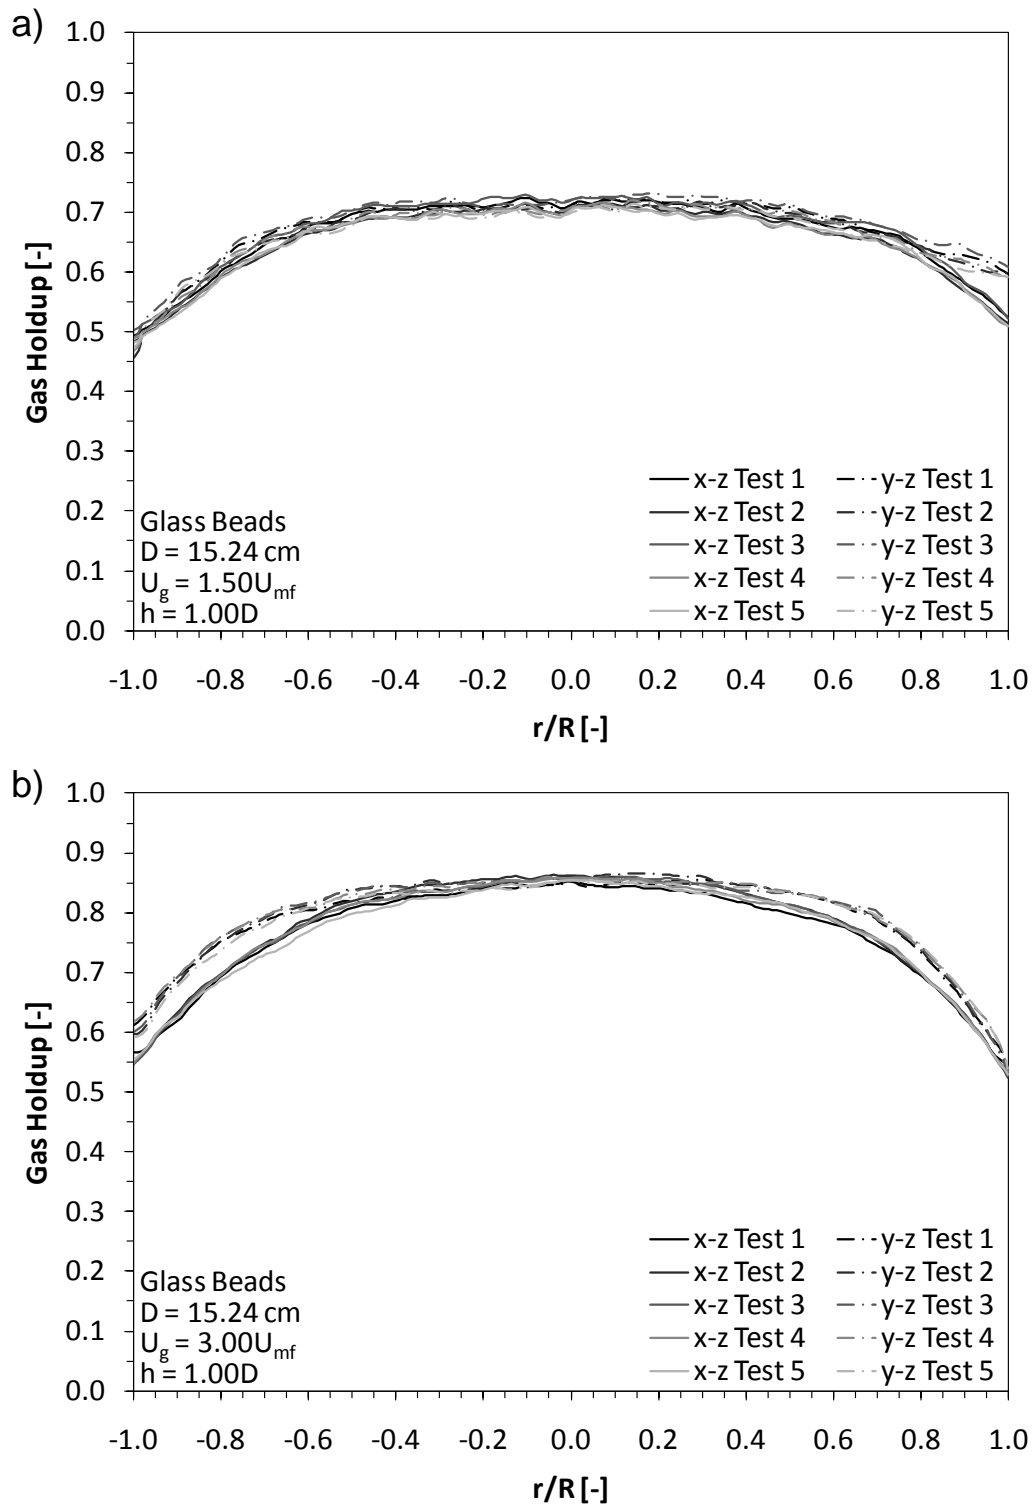 a)
1.0
0.9
0.8
0.7
0.6
0.5
0.4
0.3
0.2
0.1
0.0
Gas Holdup [-]
x-z Test 1 y-z Test 1
x-z Test 2 y-z Test 2
x-z Test 3 y-z Test 3
x-z Test 4 y-z Test 4
x-z Test 5 y-z Test 5
Glass Beads
D = 15.24 cm
Ug = 1.50Umf
h = 1.00D
-1.0 -0.8 -0.6 -0.4 -0.2 0.0 0.2 0.4 0.6 0.8 1.0
r/R [-]
b)
1.0
0.9
0.8
0.7
0.6
0.5
0.4
0.3
0.2
0.1
0.0
Gas Holdup [-]
x-z Test 1 y-z Test 1
x-z Test 2 y-z Test 2
x-z Test 3 y-z Test 3
x-z Test 4 y-z Test 4
x-z Test 5 y-z Test 5
Glass Beads
D = 15.24 cm
Ug = 3.00Umf
h = 1.00D
-1.0 -0.8 -0.6 -0.4 -0.2 0.0 0.2 0.4 0.6 0.8 1.0
r/R [-]